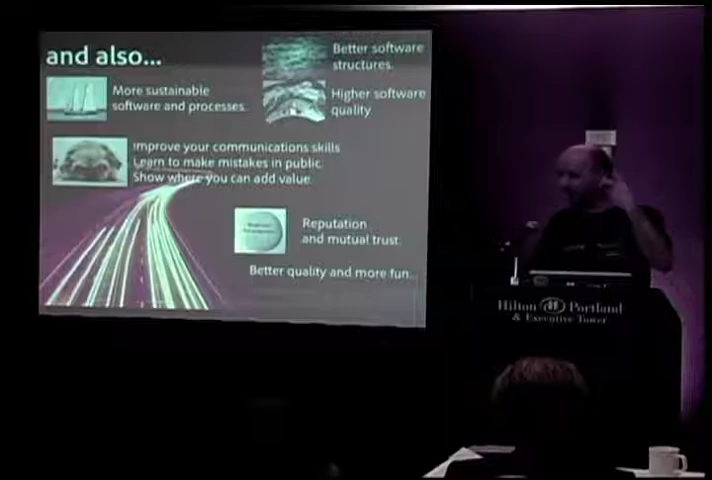 and also...
Better software
structures.
More sustainable
software and processes.
Higher software
quality
Improve your communications skills
Learn to make mistakes in public.
Show where you can add value.
Reputation
and mutual trust.
Better quality and more fun.
Hilton Portland
& Executive Tower